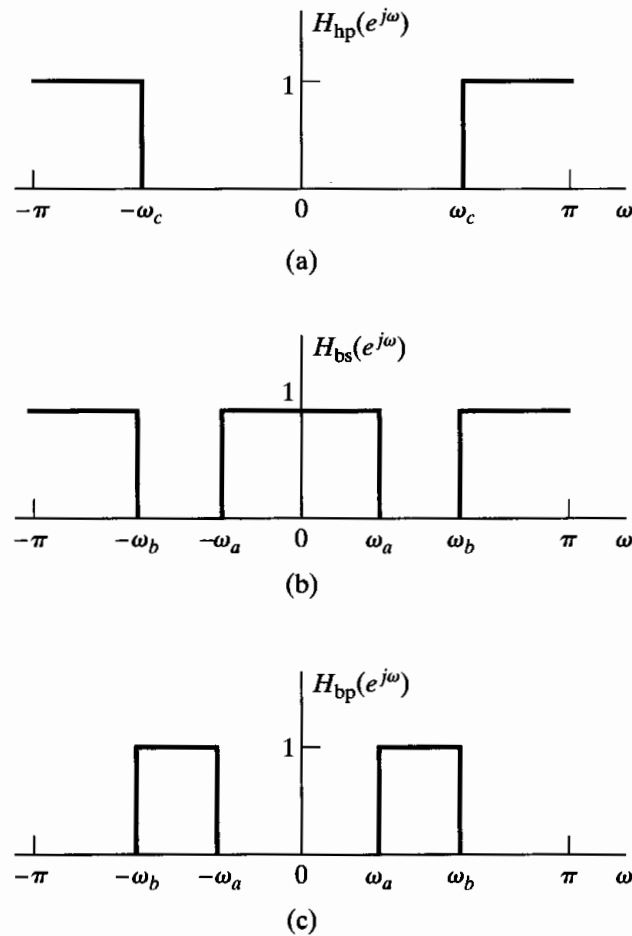 H_hp(e^{jω})
1
−π −ω_c 0 ω_c π ω
(a)
H_bs(e^{jω})
1
−π −ω_b −ω_a 0 ω_a ω_b π ω
(b)
H_bp(e^{jω})
1
−π −ω_b −ω_a 0 ω_a ω_b π ω
(c)